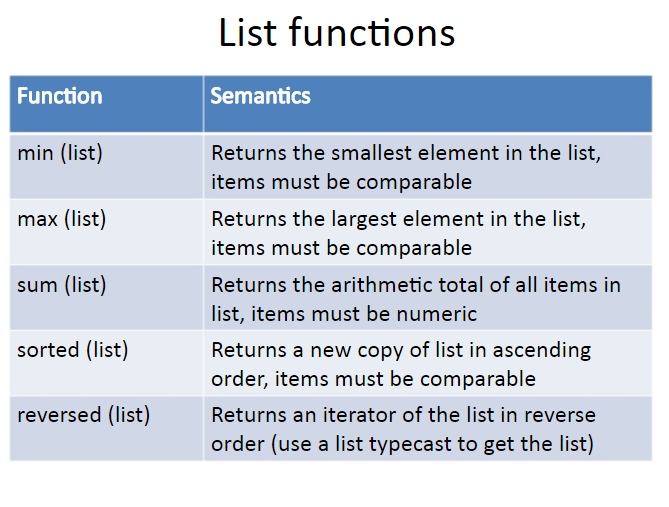 List functions
Function
Semantics
min (list)
Returns the smallest element in the list,
items must be comparable
max (list)
Returns the largest element in the list,
items must be comparable
sum (list)
Returns the arithmetic total of all items in
list, items must be numeric
sorted (list)
Returns a new copy of list in ascending
order, items must be comparable
reversed (list)
Returns an iterator of the list in reverse
order (use a list typecast to get the list)